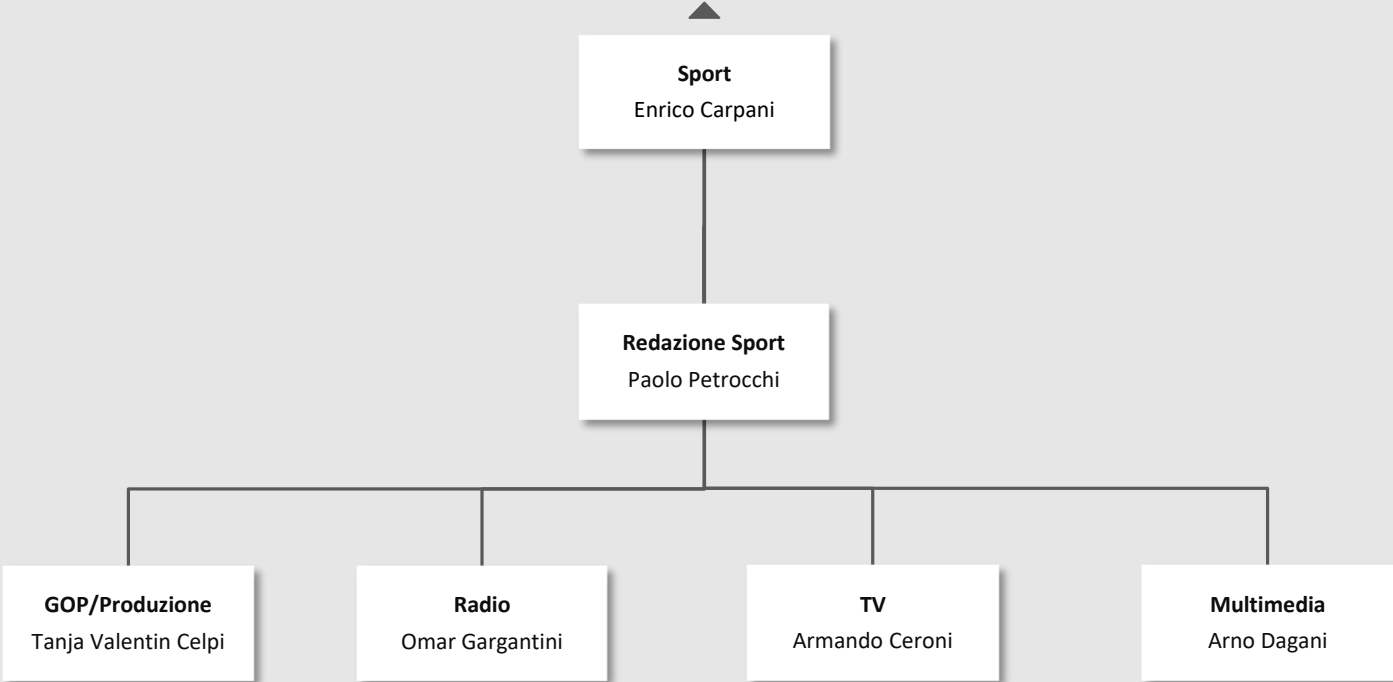 Sport
Enrico Carpani
Redazione Sport
Paolo Petrocchi
GOP/Produzione
Tanja Valentin Celpi
Radio
Omar Gargantini
TV
Armando Ceroni
Multimedia
Arno Dagani